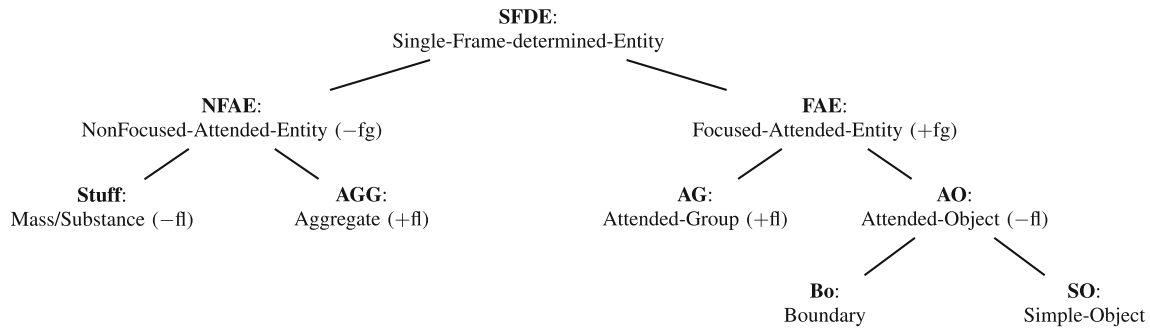 SFDE:
Single-Frame-determined-Entity
NFAE:
NonFocused-Attended-Entity (−fg)
FAE:
Focused-Attended-Entity (+fg)
Stuff:
Mass/Substance (−fl)
AGG:
Aggregate (+fl)
AG:
Attended-Group (+fl)
AO:
Attended-Object (−fl)
Bo:
Boundary
SO:
Simple-Object